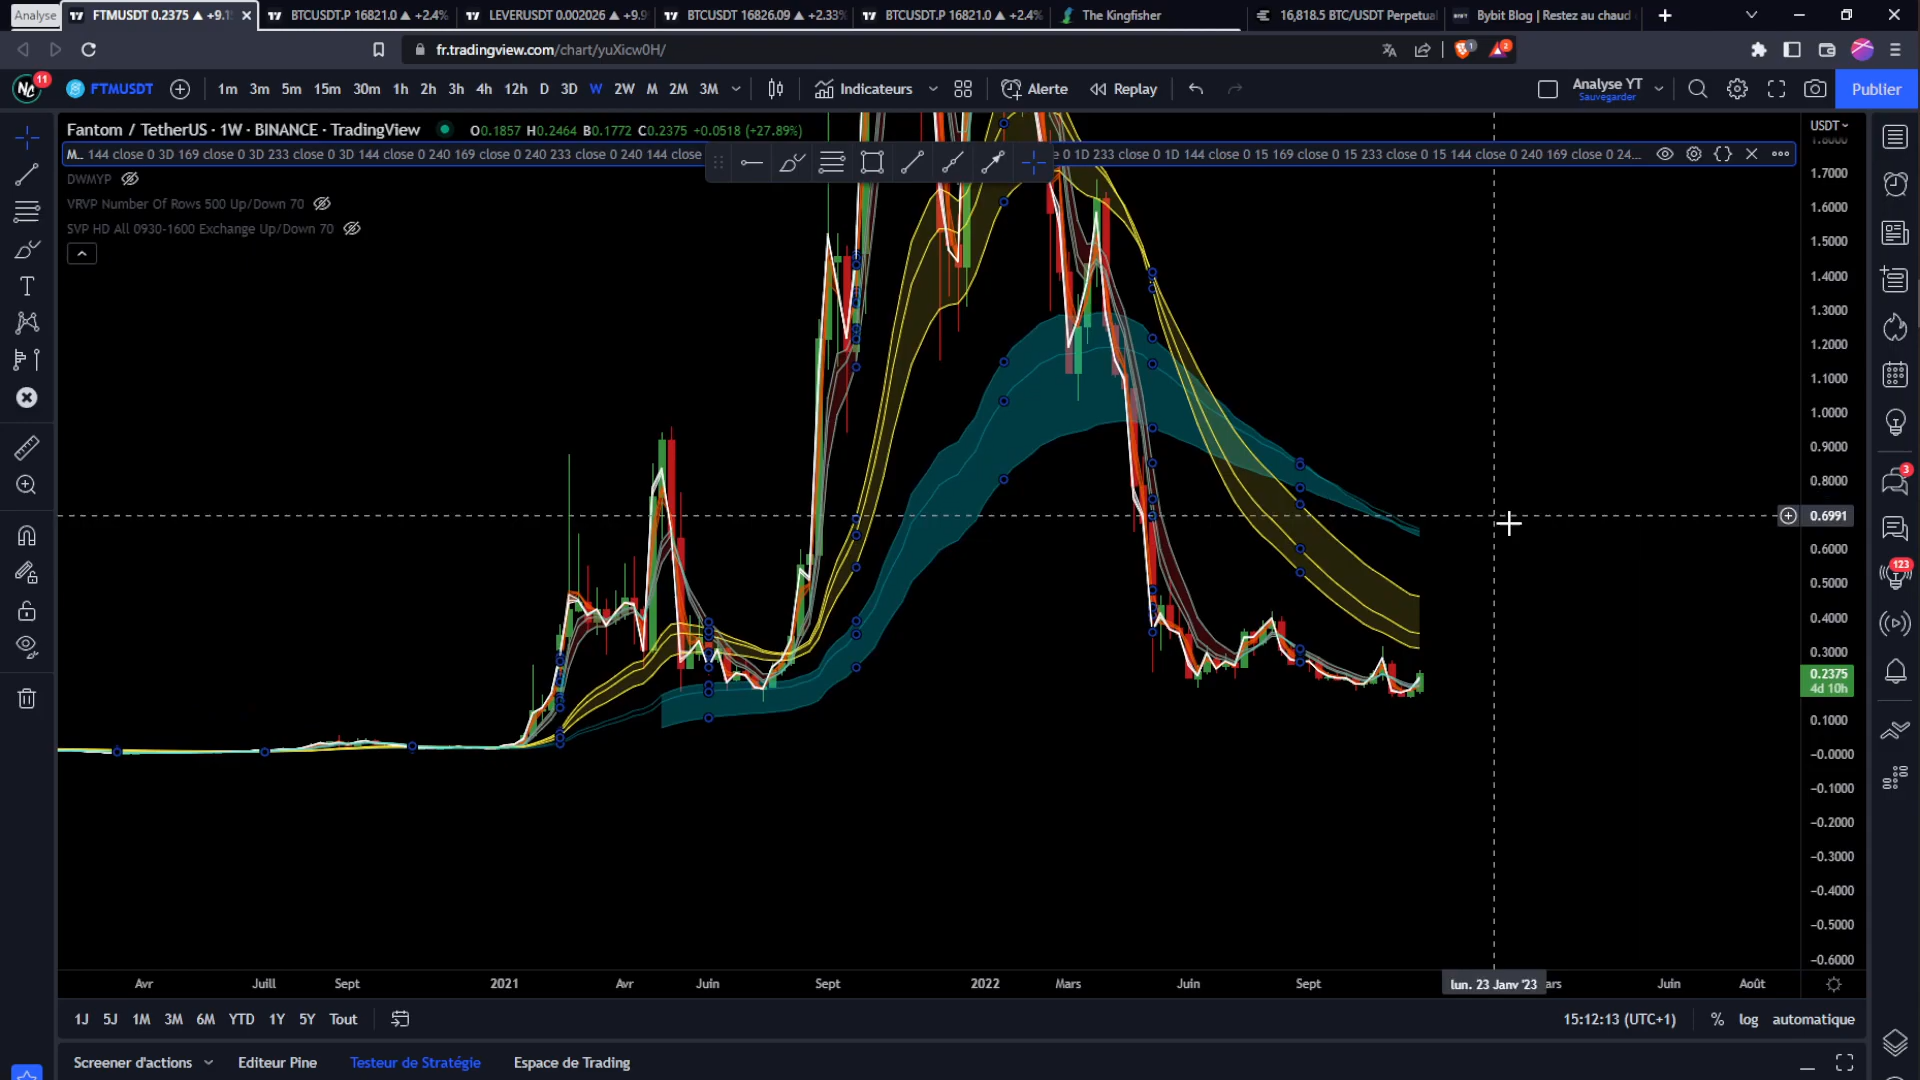 Analyse
FTMUSDT 0.2375 ▲ +9.1
BTCUSDT.P 16821.0 ▲ +2.4%
LEVERUSDT 0.002026 ▲ +9.9
BTCUSDT 16826.09 ▲ +2.33%
BTCUSDT.P 16821.0 ▲ +2.4%
The Kingfisher
16,818.5 BTC/USDT Perpetual
Bybit Blog | Restez au chaud
fr.tradingview.com/chart/yuXicw0H/
1
2
11
FTMUSDT
1m 3m 5m 15m 30m 1h 2h 3h 4h 12h D 3D W 2W M 2M 3M
Indicateurs
Alerte
Replay
Analyse YT
Sauvegarder
Publier
Fantom / TetherUS · 1W · BINANCE · TradingView
O0.1857 H0.2464 B0.1772 C0.2375 +0.0518 (+27.89%)
USDT
M... 144 close 0 3D 169 close 0 3D 233 close 0 3D 144 close 0 240 169 close 0 240 233 close 0 240 144 close
e 0 1D 233 close 0 1D 144 close 0 15 169 close 0 15 233 close 0 15 144 close 0 240 169 close 0 24...
DWMYP
VRVP Number Of Rows 500 Up/Down 70
SVP HD All 0930-1600 Exchange Up/Down 70
1.8000
1.7000
1.6000
1.5000
1.4000
1.3000
1.2000
1.1000
1.0000
0.9000
0.8000
0.6991
0.6000
0.5000
0.4000
0.3000
0.2375
4d 10h
0.1000
−0.0000
−0.1000
−0.2000
−0.3000
−0.4000
−0.5000
−0.6000
3
123
Avr Juill Sept 2021 Avr Juin Sept 2022 Mars Juin Sept lun. 23 Janv '23 ars Juin Août
1J 5J 1M 3M 6M YTD 1Y 5Y Tout
15:12:13 (UTC+1)
% log automatique
Screener d'actions
Editeur Pine
Testeur de Stratégie
Espace de Trading